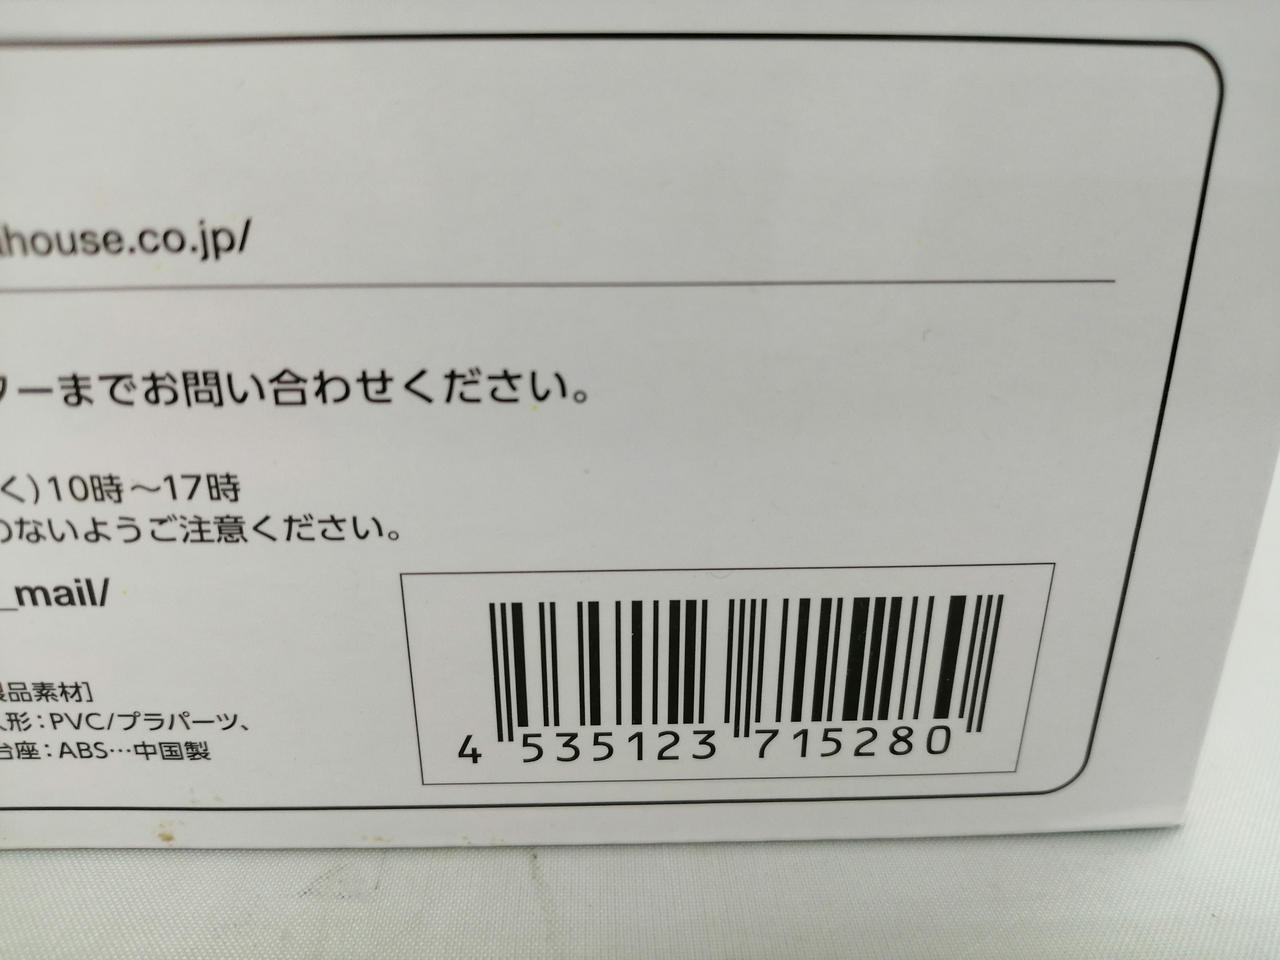 house.co.jp/
ターまでお問い合わせください。
く)10時〜17時
のないようご注意ください。
_mail/
製品素材]
人形：PVC/プラパーツ、
台座：ABS…中国製
4 535123 715280